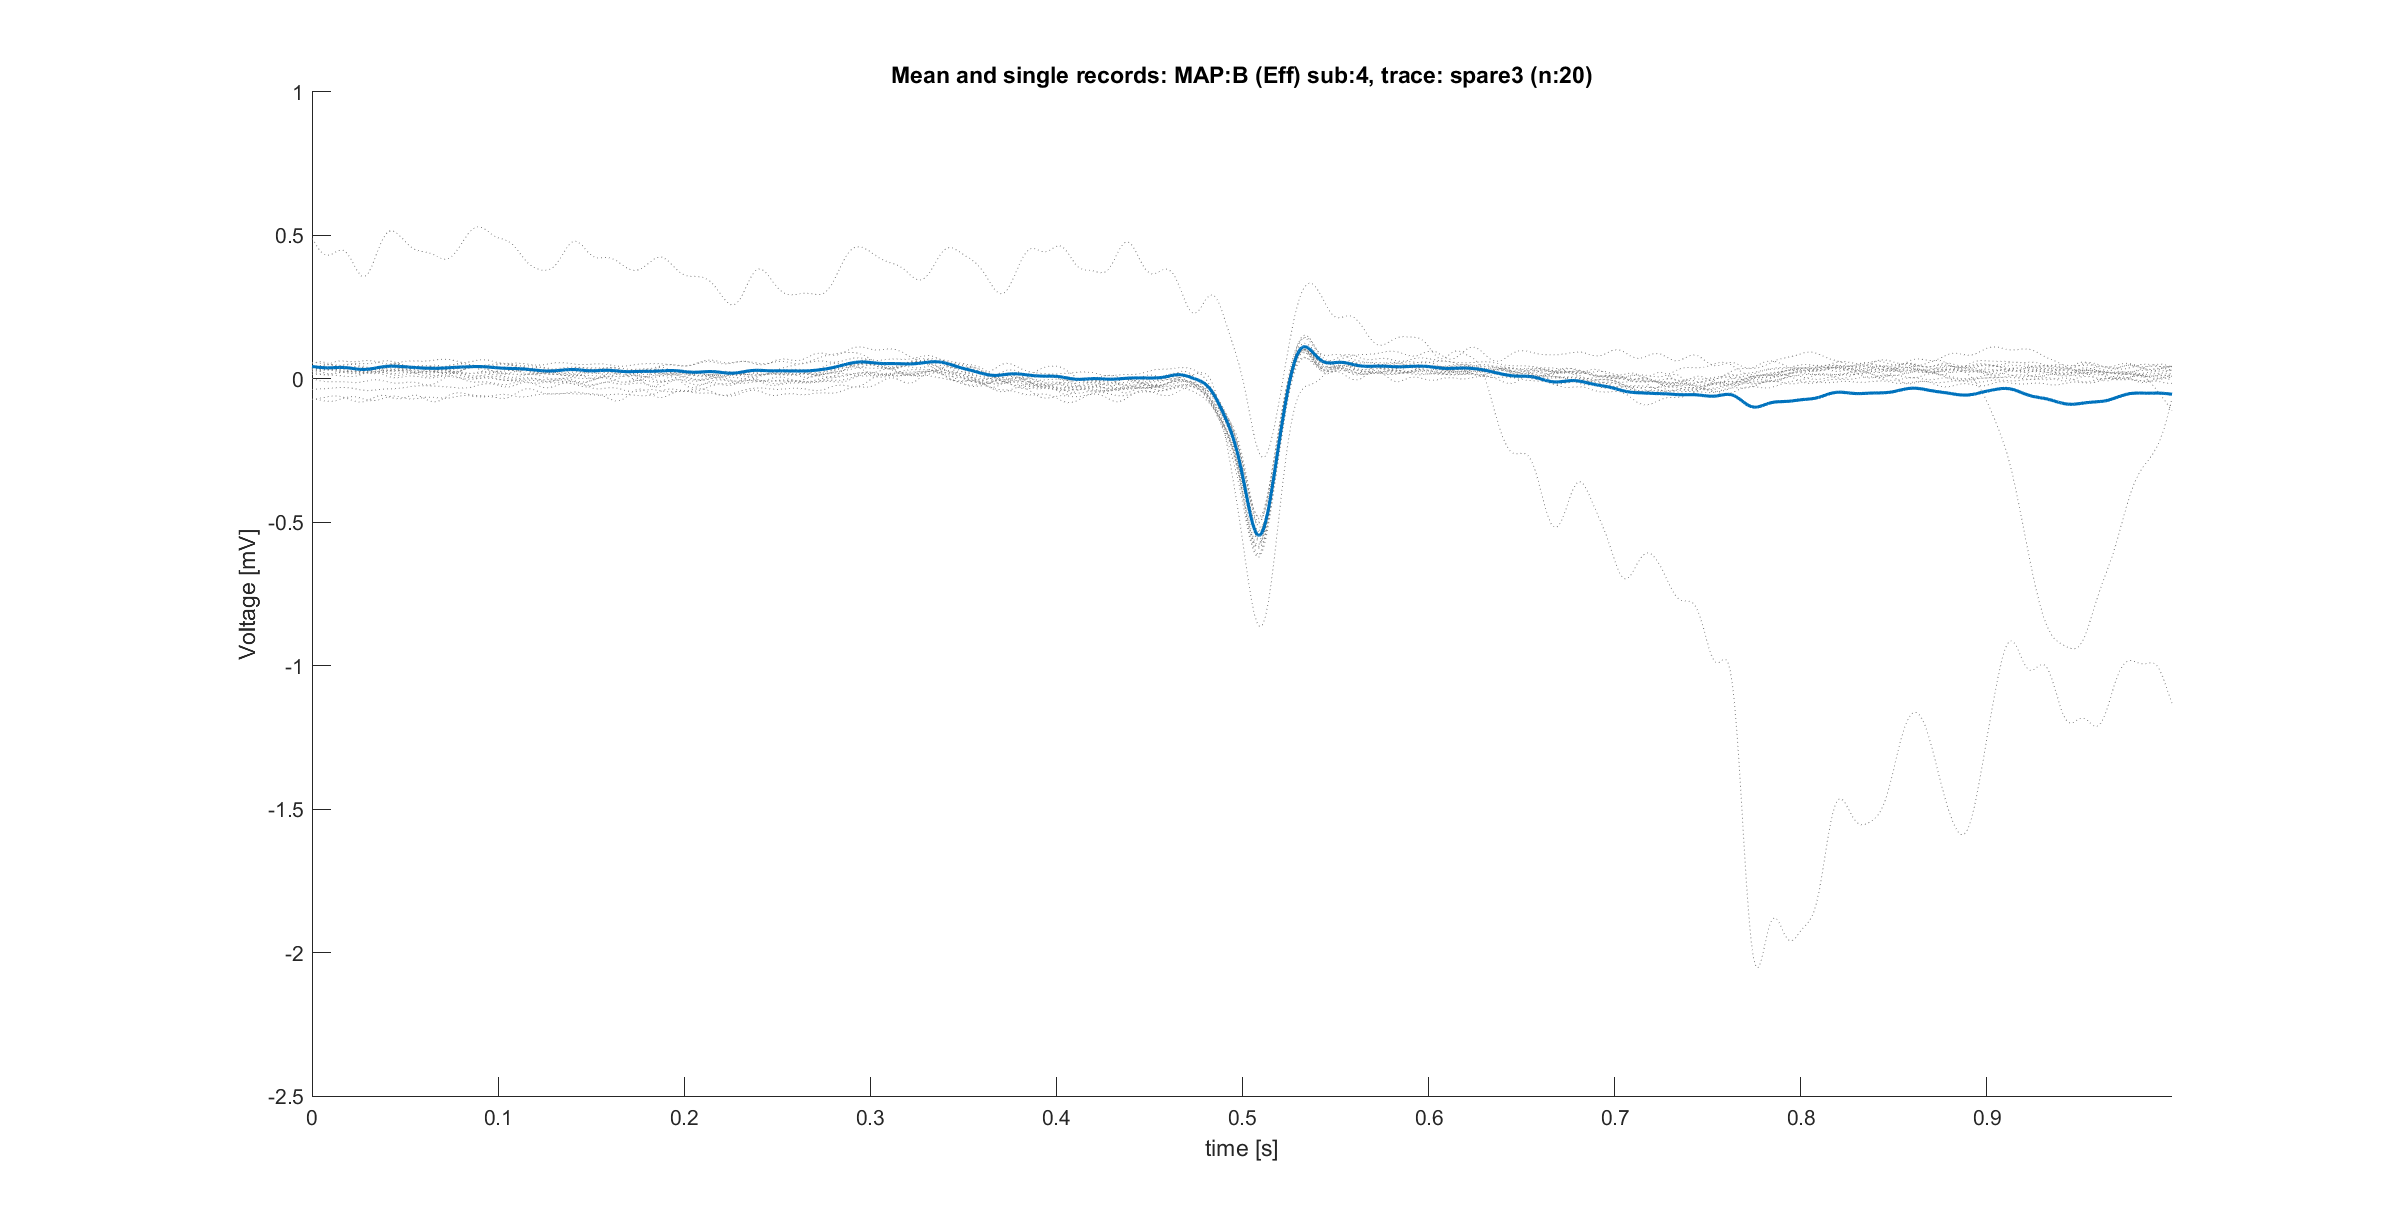 Mean and single records: MAP:B (Eff) sub:4, trace: spare3 (n:20)
1
0.5
0
-0.5
-1
-1.5
-2
-2.5
Voltage [mV]
0 0.1 0.2 0.3 0.4 0.5 0.6 0.7 0.8 0.9
time [s]